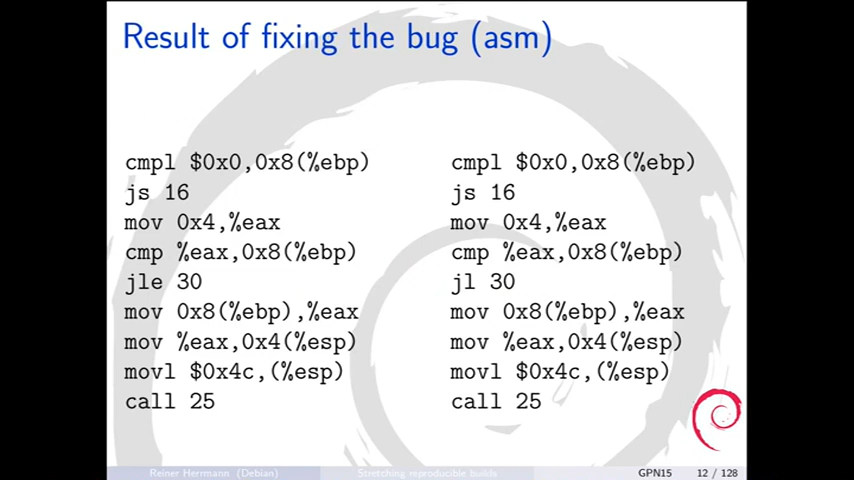 Result of fixing the bug (asm)
cmpl $0x0,0x8(%ebp)
js 16
mov 0x4,%eax
cmp %eax,0x8(%ebp)
jle 30
mov 0x8(%ebp),%eax
mov %eax,0x4(%esp)
movl $0x4c,(%esp)
call 25
cmpl $0x0,0x8(%ebp)
js 16
mov 0x4,%eax
cmp %eax,0x8(%ebp)
jl 30
mov 0x8(%ebp),%eax
mov %eax,0x4(%esp)
movl $0x4c,(%esp)
call 25
Reiner Herrmann (Debian) Stretching reproducible builds GPN15 12 / 128